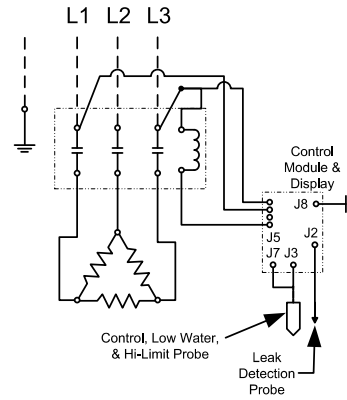 L1 L2 L3
Control
Module &
Display
J8
J5
J2
J7 J3
Control, Low Water,
& Hi-Limit Probe
Leak
Detection
Probe